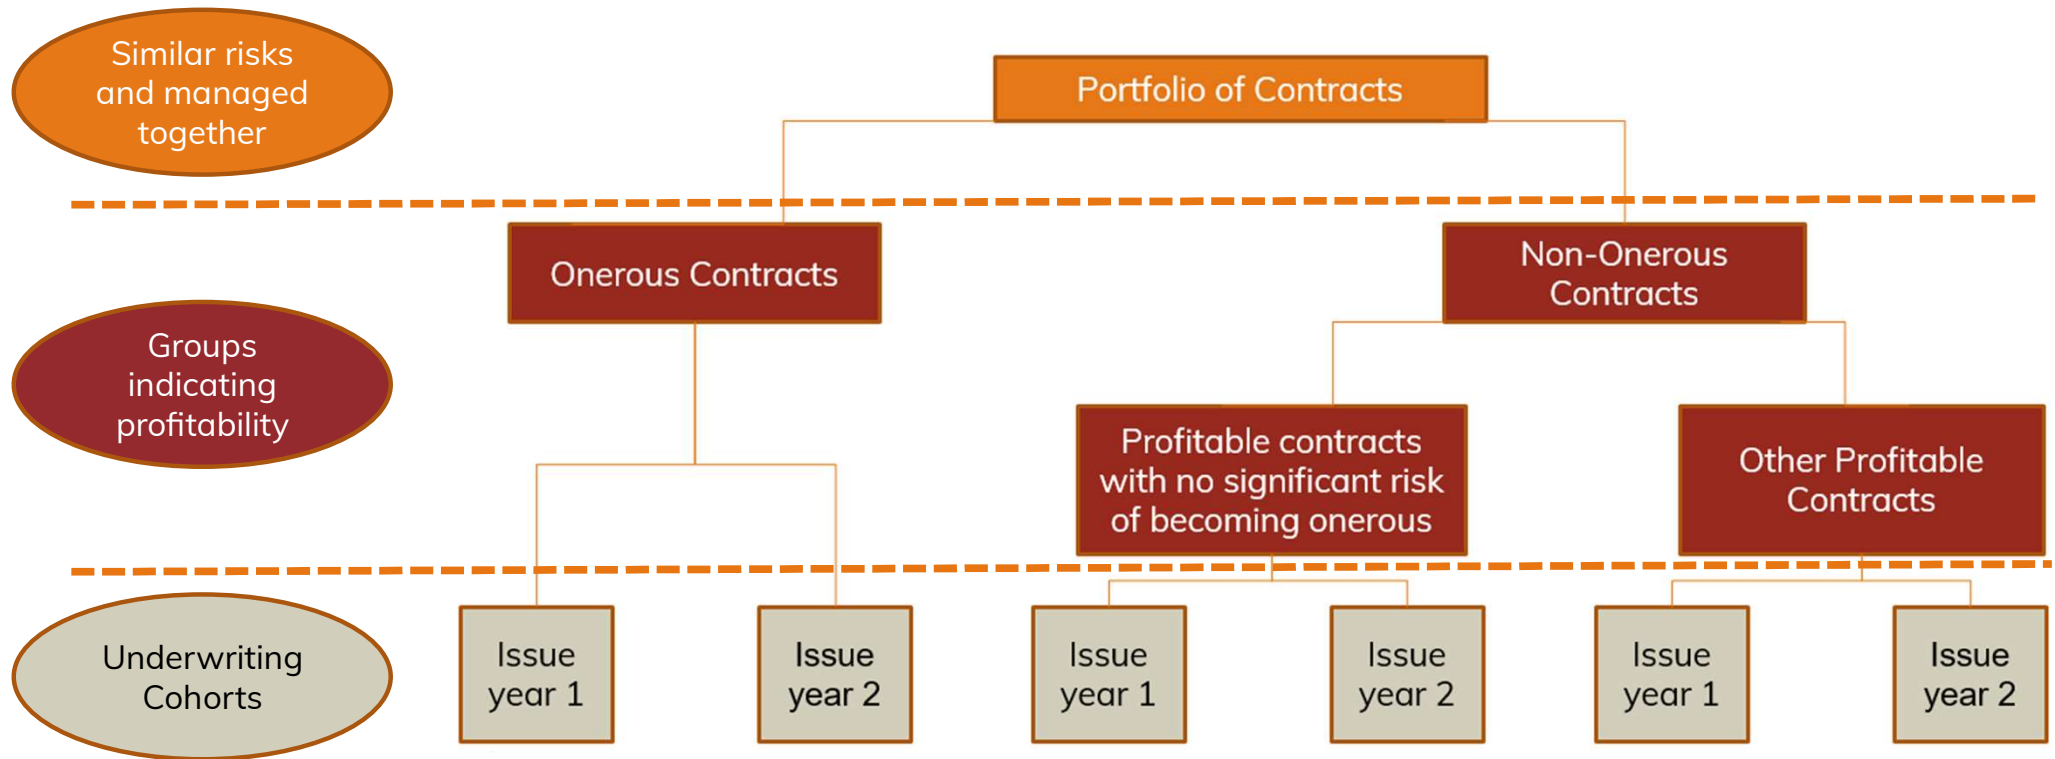 Similar risks
and managed
together
Portfolio of Contracts
Onerous Contracts
Non-Onerous
Contracts
Groups
indicating
profitability
Profitable contracts
with no significant risk
of becoming onerous
Other Profitable
Contracts
Underwriting
Cohorts
Issue
year 1
Issue
year 2
Issue
year 1
Issue
year 2
Issue
year 1
Issue
year 2